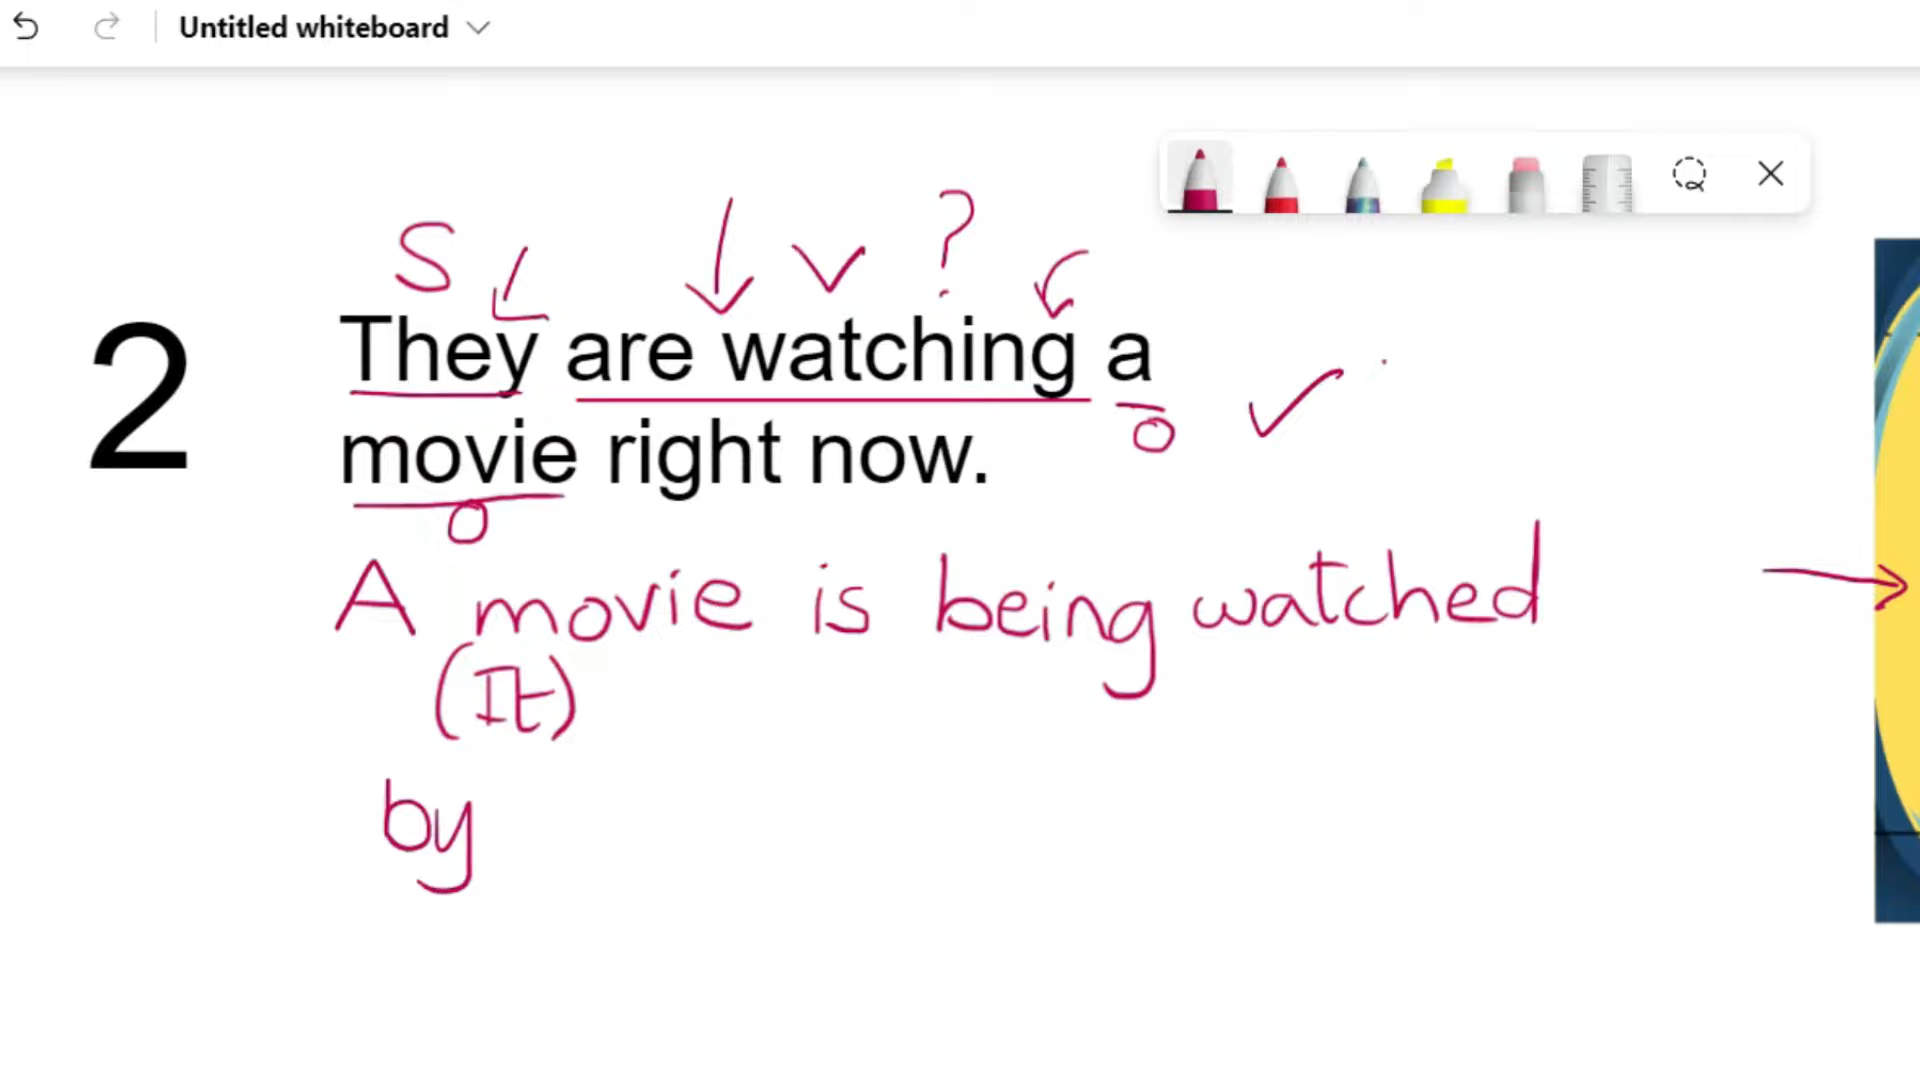 Untitled whiteboard
S v ?
2
They are watching a
o
movie right now.
o
A movie is being watched
(It)
by